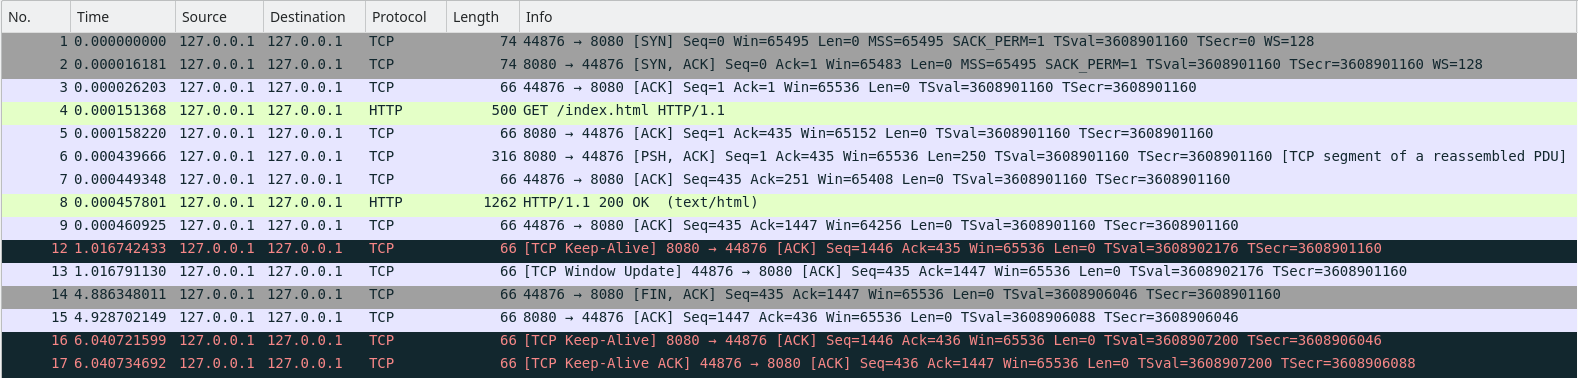 No. Time Source Destination Protocol Length Info
1 0.000000000 127.0.0.1 127.0.0.1 TCP 74 44876 → 8080 [SYN] Seq=0 Win=65495 Len=0 MSS=65495 SACK_PERM=1 TSval=3608901160 TSecr=0 WS=128
2 0.000016181 127.0.0.1 127.0.0.1 TCP 74 8080 → 44876 [SYN, ACK] Seq=0 Ack=1 Win=65483 Len=0 MSS=65495 SACK_PERM=1 TSval=3608901160 TSecr=3608901160 WS=128
3 0.000026203 127.0.0.1 127.0.0.1 TCP 66 44876 → 8080 [ACK] Seq=1 Ack=1 Win=65536 Len=0 TSval=3608901160 TSecr=3608901160
4 0.000151368 127.0.0.1 127.0.0.1 HTTP 500 GET /index.html HTTP/1.1
5 0.000158220 127.0.0.1 127.0.0.1 TCP 66 8080 → 44876 [ACK] Seq=1 Ack=435 Win=65152 Len=0 TSval=3608901160 TSecr=3608901160
6 0.000439666 127.0.0.1 127.0.0.1 TCP 316 8080 → 44876 [PSH, ACK] Seq=1 Ack=435 Win=65536 Len=250 TSval=3608901160 TSecr=3608901160 [TCP segment of a reassembled PDU]
7 0.000449348 127.0.0.1 127.0.0.1 TCP 66 44876 → 8080 [ACK] Seq=435 Ack=251 Win=65408 Len=0 TSval=3608901160 TSecr=3608901160
8 0.000457801 127.0.0.1 127.0.0.1 HTTP 1262 HTTP/1.1 200 OK  (text/html)
9 0.000460925 127.0.0.1 127.0.0.1 TCP 66 44876 → 8080 [ACK] Seq=435 Ack=1447 Win=64256 Len=0 TSval=3608901160 TSecr=3608901160
12 1.016742433 127.0.0.1 127.0.0.1 TCP 66 [TCP Keep-Alive] 8080 → 44876 [ACK] Seq=1446 Ack=435 Win=65536 Len=0 TSval=3608902176 TSecr=3608901160
13 1.016791130 127.0.0.1 127.0.0.1 TCP 66 [TCP Window Update] 44876 → 8080 [ACK] Seq=435 Ack=1447 Win=65536 Len=0 TSval=3608902176 TSecr=3608901160
14 4.886348011 127.0.0.1 127.0.0.1 TCP 66 44876 → 8080 [FIN, ACK] Seq=435 Ack=1447 Win=65536 Len=0 TSval=3608906046 TSecr=3608901160
15 4.928702149 127.0.0.1 127.0.0.1 TCP 66 8080 → 44876 [ACK] Seq=1447 Ack=436 Win=65536 Len=0 TSval=3608906088 TSecr=3608906046
16 6.040721599 127.0.0.1 127.0.0.1 TCP 66 [TCP Keep-Alive] 8080 → 44876 [ACK] Seq=1446 Ack=436 Win=65536 Len=0 TSval=3608907200 TSecr=3608906046
17 6.040734692 127.0.0.1 127.0.0.1 TCP 66 [TCP Keep-Alive ACK] 44876 → 8080 [ACK] Seq=436 Ack=1447 Win=65536 Len=0 TSval=3608907200 TSecr=3608906088